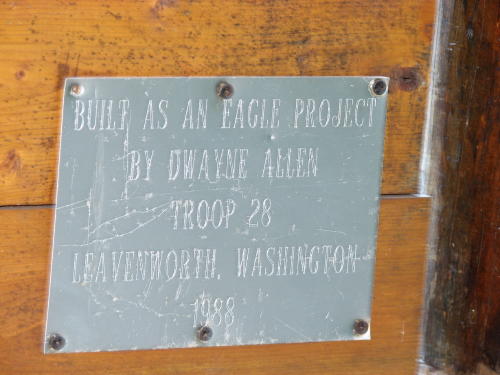 BUILT AS AN EAGLE PROJECT
BY DWAYNE ALLEN
TROOP 28
LEAVENWORTH, WASHINGTON
1988